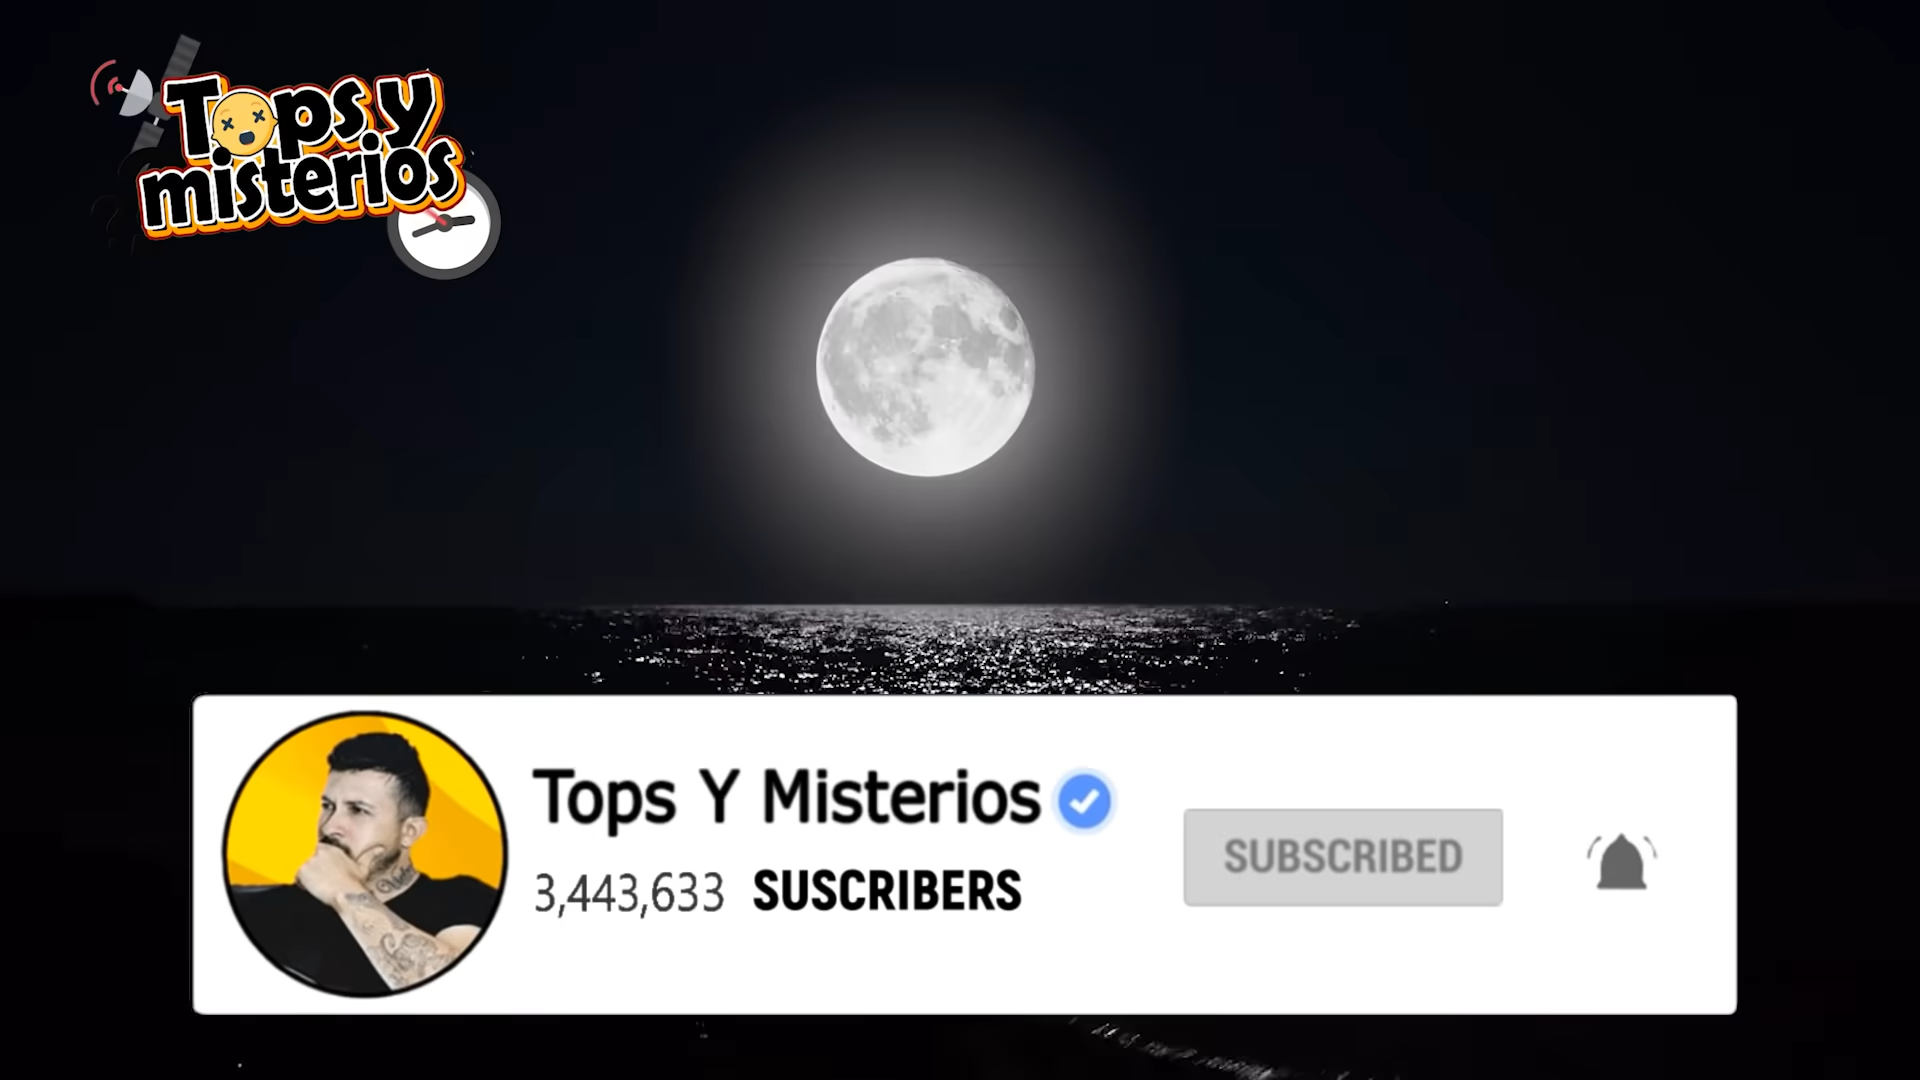 Tops y
misterios
Tops Y Misterios
3,443,633 SUSCRIBERS
SUBSCRIBED